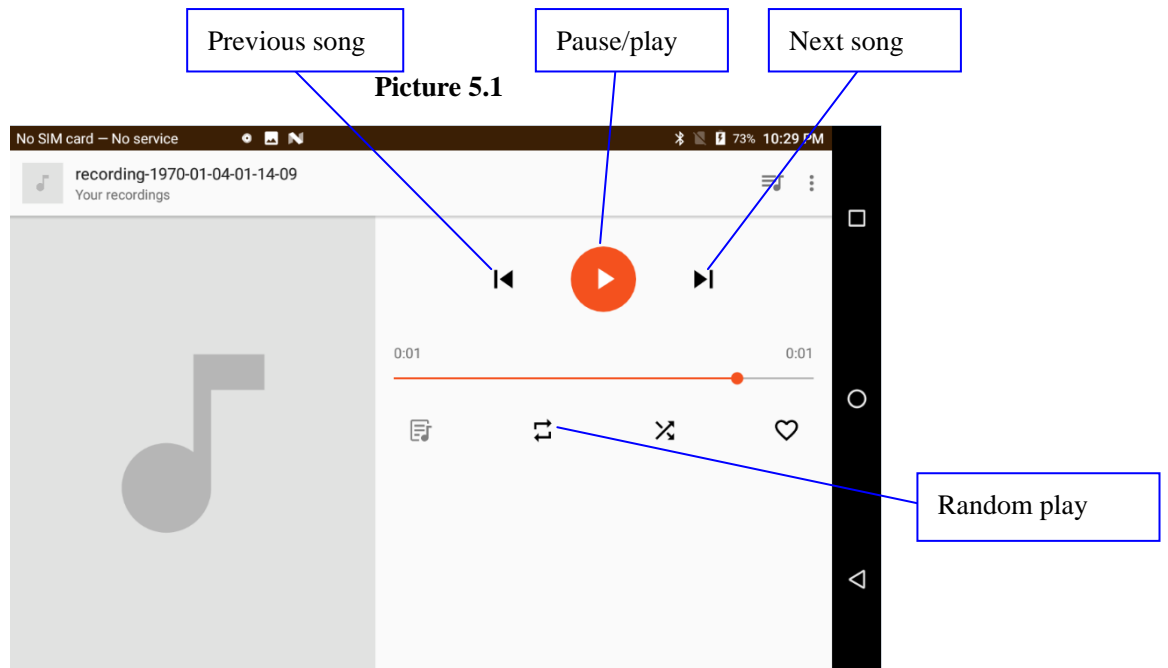 Previous song
Pause/play
Next song
Picture 5.1
No SIM card — No service
73% 10:29 PM
recording-1970-01-04-01-14-09
Your recordings
0:01
0:01
Random play